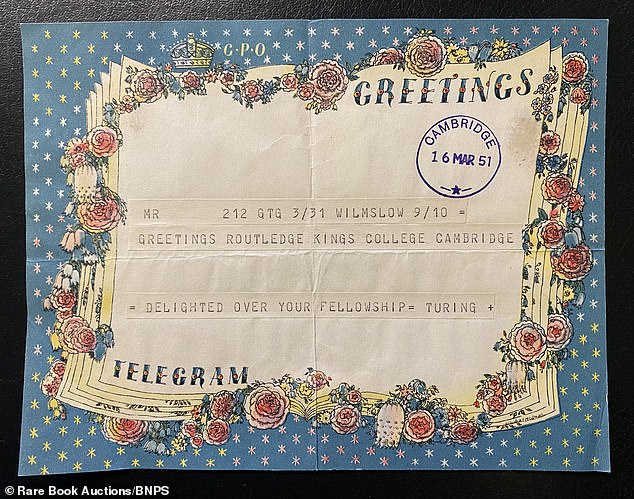 G.P.O.
GREETINGS
CAMBRIDGE
16 MAR 51
MR 212 GTG 3/31 WILMSLOW 9/10 =
GREETINGS ROUTLEDGE KINGS COLLEGE CAMBRIDGE
= DELIGHTED OVER YOUR FELLOWSHIP= TURING +
TELEGRAM
© Rare Book Auctions/BNPS